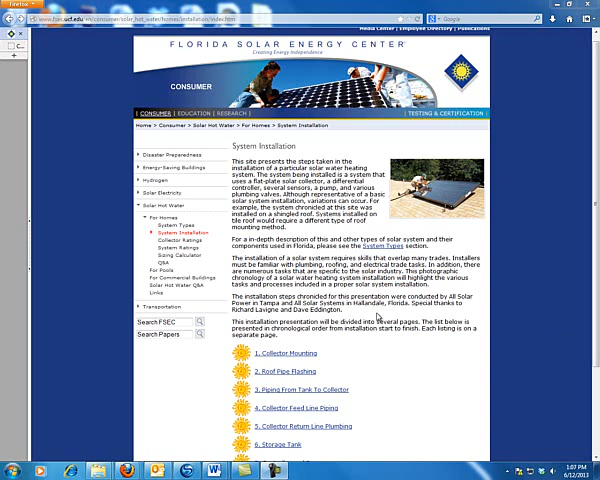 Firefox
www.fsec.ucf.edu/en/consumer/solar_hot_water/homes/installation/index.htm
Google
Media Center | Employee Directory | Publications
FLORIDA SOLAR ENERGY CENTER
Creating Energy Independence
CONSUMER
| CONSUMER | EDUCATION | RESEARCH |
| TESTING & CERTIFICATION |
Home > Consumer > Solar Hot Water > For Homes > System Installation
Disaster Preparedness
Energy-Saving Buildings
Hydrogen
Solar Electricity
Solar Hot Water
For Homes
System Types
System Installation
Collector Ratings
System Ratings
Sizing Calculator
Q&A
For Pools
For Commercial Buildings
Solar Hot Water Q&A
Links
Transportation
Search FSEC
Search Papers
System Installation
This site presents the steps taken in the
installation of a particular solar water heating
system. The system being installed is a system that
uses a flat-plate solar collector, a differential
controller, several sensors, a pump, and various
plumbing valves. Although representative of a basic
solar system installation, variations can occur. For
example, the system chronicled at this site was
installed on a shingled roof. Systems installed on
tile roof would require a different type of roof
mounting method.
For a in-depth description of this and other types of solar system and their
components used in Florida, please see the System Types section.
The installation of a solar system requires skills that overlap many trades. Installers
must be familiar with plumbing, roofing, and electrical trade tasks. In addition, there
are numerous tasks that are specific to the solar industry. This photographic
chronology of a solar water heating system installation will highlight the various
tasks and processes included in a proper solar system installation.
The installation steps chronicled for this presentation were conducted by All Solar
Power in Tampa and All Solar Systems in Hallandale, Florida. Special thanks to
Richard Lavigne and Dave Eddington.
This installation presentation will be divided into several pages. The list below is
presented in chronological order from installation start to finish. Each listing is on a
separate page.
1. Collector Mounting
2. Roof Pipe Flashing
3. Piping From Tank To Collector
4. Collector Feed Line Piping
5. Collector Return Line Plumbing
6. Storage Tank
1:07 PM
6/12/2013